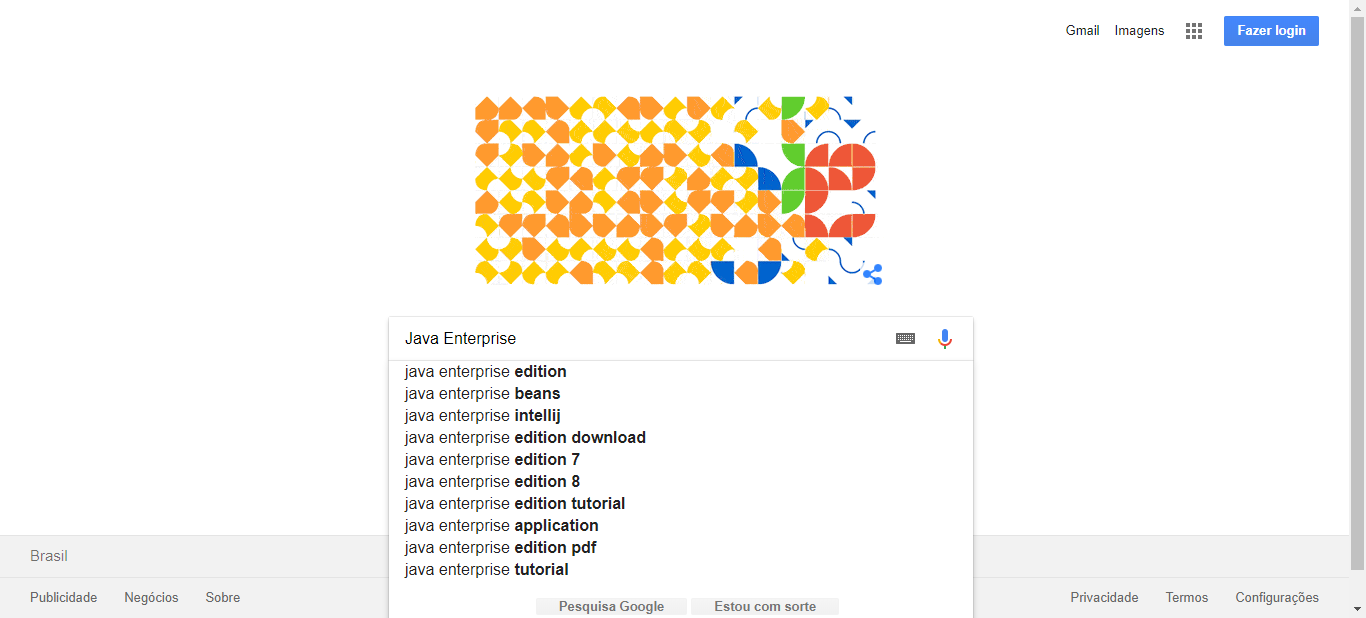 Gmail Imagens Fazer login
Java Enterprise
java enterprise edition
java enterprise beans
java enterprise intellij
java enterprise edition download
java enterprise edition 7
java enterprise edition 8
java enterprise edition tutorial
java enterprise application
java enterprise edition pdf
java enterprise tutorial
Brasil
Pesquisa Google Estou com sorte
Publicidade Negócios Sobre Privacidade Termos Configurações